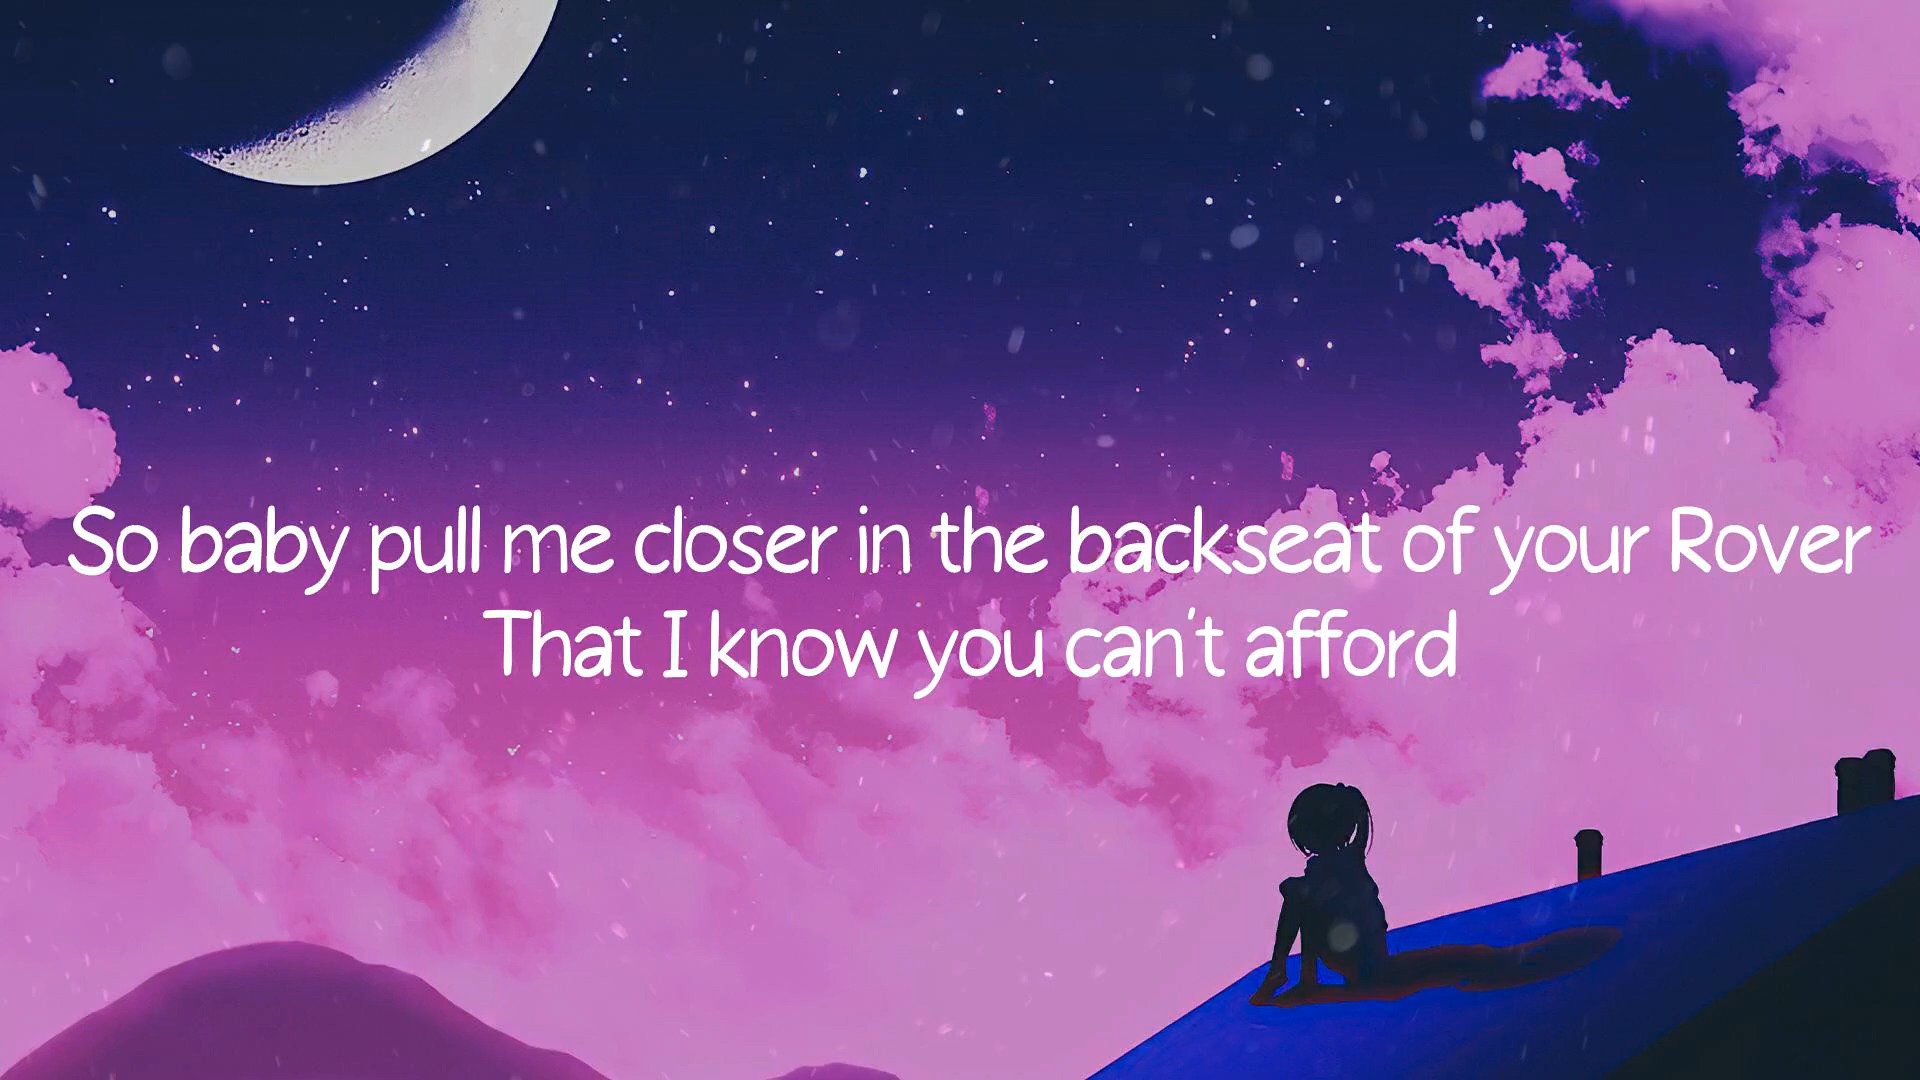 So baby pull me closer in the backseat of your Rover
That I know you can't afford